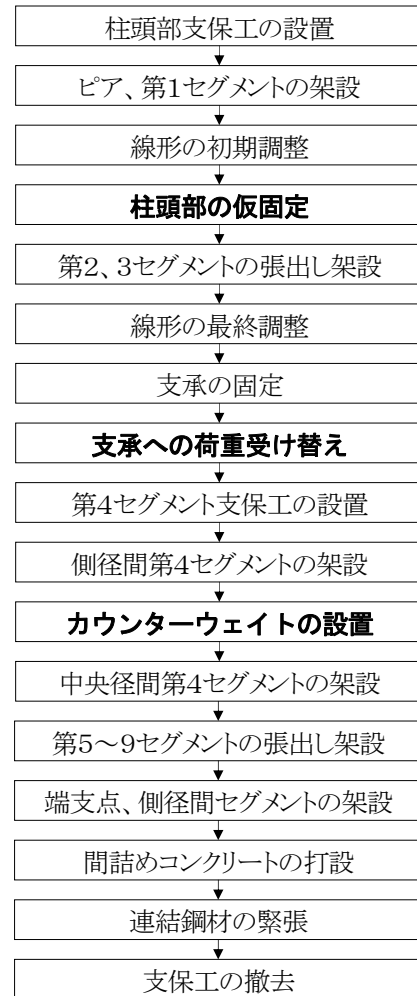 柱頭部支保工の設置
ピア、第1セグメントの架設
線形の初期調整
柱頭部の仮固定
第2、3セグメントの張出し架設
線形の最終調整
支承の固定
支承への荷重受け替え
第4セグメント支保工の設置
側径間第4セグメントの架設
カウンターウェイトの設置
中央径間第4セグメントの架設
第5～9セグメントの張出し架設
端支点、側径間セグメントの架設
間詰めコンクリートの打設
連結鋼材の緊張
支保工の撤去